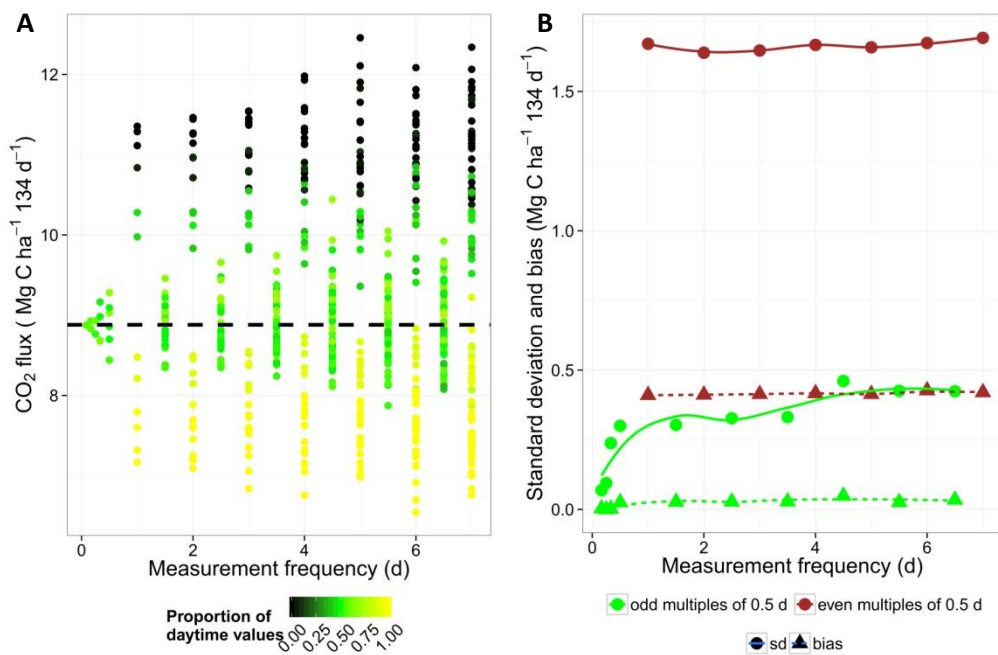 A
CO₂ flux ( Mg C ha⁻¹ 134 d⁻¹)
12
10
8
0
2
4
6
Measurement frequency (d)
Proportion of
daytime values
0.00
0.25
0.50
0.75
1.00
B
Standard deviation and bias (Mg C ha⁻¹ 134 d⁻¹)
1.5
1.0
0.5
0.0
0
2
4
6
Measurement frequency (d)
odd multiples of 0.5 d
even multiples of 0.5 d
sd
bias